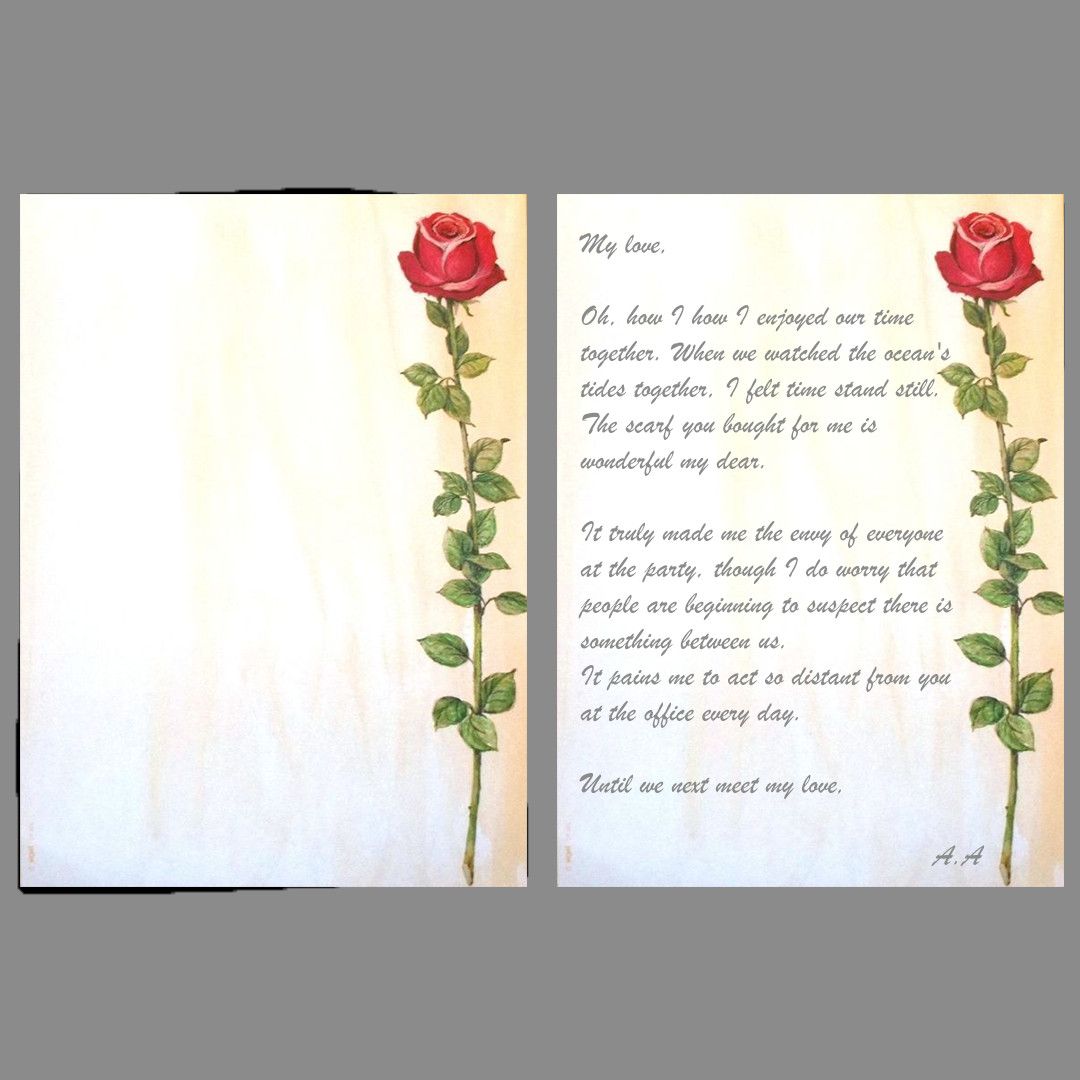 My love,
Oh, how I how I enjoyed our time
together. When we watched the ocean's
tides together, I felt time stand still.
The scarf you bought for me is
wonderful my dear.
It truly made me the envy of everyone
at the party, though I do worry that
people are beginning to suspect there is
something between us.
It pains me to act so distant from you
at the office every day.
Until we next meet my love,
A.A